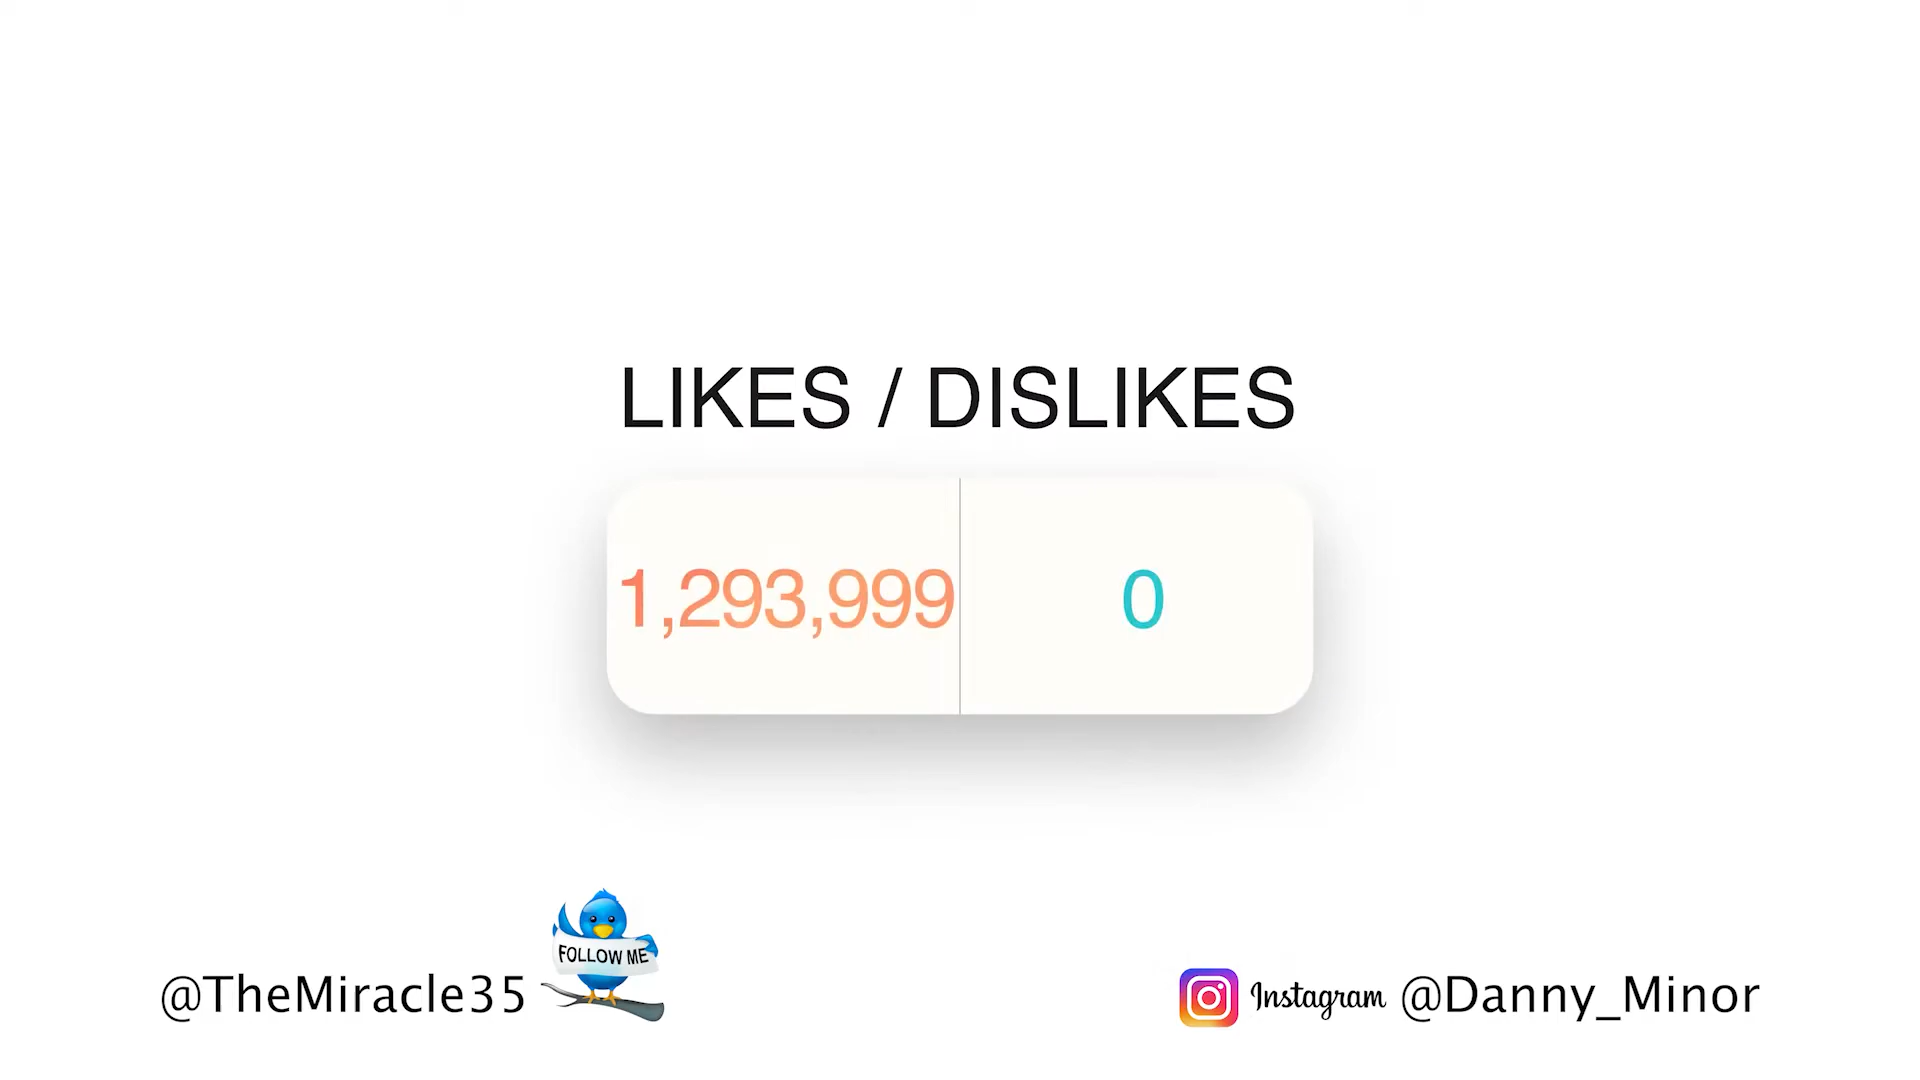 LIKES / DISLIKES
1,293,999
0
FOLLOW ME
@TheMiracle35
Instagram @Danny_Minor